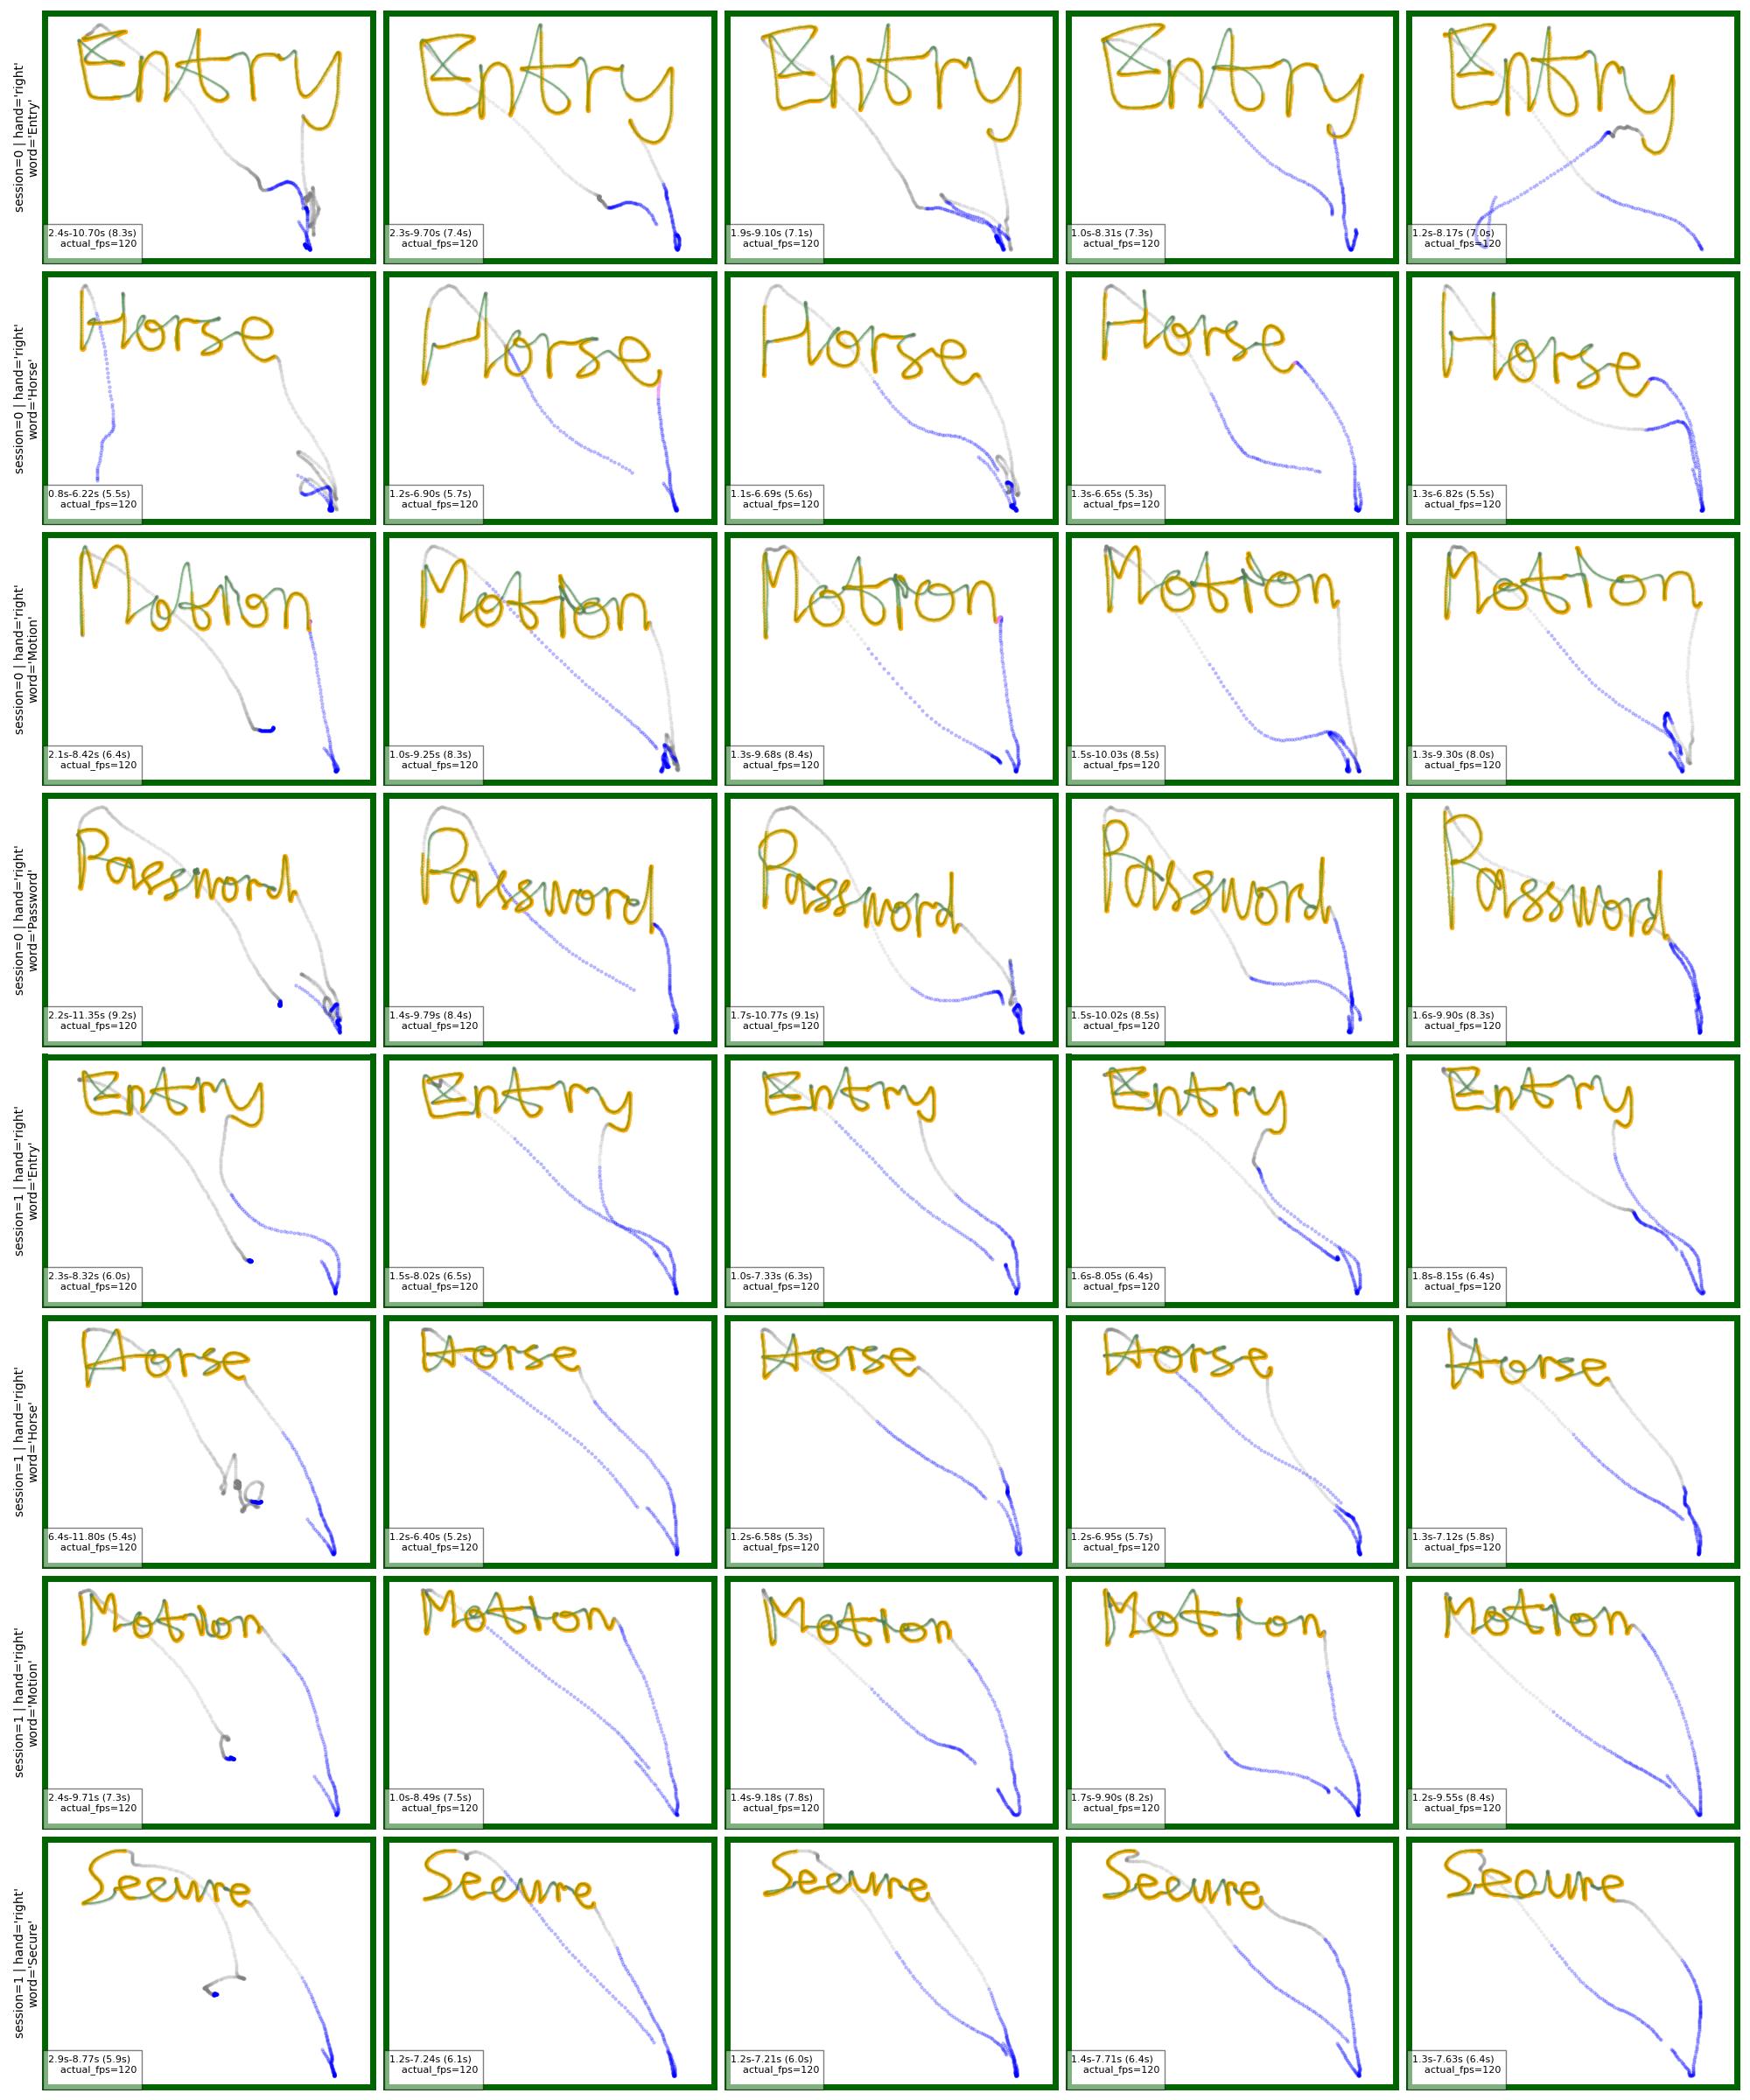 session=0 | hand='right'
word='Entry'
Entry Entry Entry Entry Entry
2.4s-10.70s (8.3s)
actual_fps=120
2.3s-9.70s (7.4s)
actual_fps=120
1.9s-9.10s (7.1s)
actual_fps=120
1.0s-8.31s (7.3s)
actual_fps=120
1.2s-8.17s (7.0s)
actual_fps=120
session=0 | hand='right'
word='Horse'
Horse Horse Horse Horse Horse
0.8s-6.22s (5.5s)
actual_fps=120
1.2s-6.90s (5.7s)
actual_fps=120
1.1s-6.69s (5.6s)
actual_fps=120
1.3s-6.65s (5.3s)
actual_fps=120
1.3s-6.82s (5.5s)
actual_fps=120
session=0 | hand='right'
word='Motion'
Motion Motion Motion Motion Motion
2.1s-8.42s (6.4s)
actual_fps=120
1.0s-9.25s (8.3s)
actual_fps=120
1.3s-9.68s (8.4s)
actual_fps=120
1.5s-10.03s (8.5s)
actual_fps=120
1.3s-9.30s (8.0s)
actual_fps=120
session=0 | hand='right'
word='Password'
Password Password Password Password Password
2.2s-11.35s (9.2s)
actual_fps=120
1.4s-9.79s (8.4s)
actual_fps=120
1.7s-10.77s (9.1s)
actual_fps=120
1.5s-10.02s (8.5s)
actual_fps=120
1.6s-9.90s (8.3s)
actual_fps=120
session=1 | hand='right'
word='Entry'
Entry Entry Entry Entry Entry
2.3s-8.32s (6.0s)
actual_fps=120
1.5s-8.02s (6.5s)
actual_fps=120
1.0s-7.33s (6.3s)
actual_fps=120
1.6s-8.05s (6.4s)
actual_fps=120
1.8s-8.15s (6.4s)
actual_fps=120
session=1 | hand='right'
word='Horse'
Horse Horse Horse Horse Horse
6.4s-11.80s (5.4s)
actual_fps=120
1.2s-6.40s (5.2s)
actual_fps=120
1.2s-6.58s (5.3s)
actual_fps=120
1.2s-6.95s (5.7s)
actual_fps=120
1.3s-7.12s (5.8s)
actual_fps=120
session=1 | hand='right'
word='Motion'
Motion Motion Motion Motion Motion
2.4s-9.71s (7.3s)
actual_fps=120
1.0s-8.49s (7.5s)
actual_fps=120
1.4s-9.18s (7.8s)
actual_fps=120
1.7s-9.90s (8.2s)
actual_fps=120
1.2s-9.55s (8.4s)
actual_fps=120
session=1 | hand='right'
word='Secure'
Secure Secure Secure Secure Secure
2.9s-8.77s (5.9s)
actual_fps=120
1.2s-7.24s (6.1s)
actual_fps=120
1.2s-7.21s (6.0s)
actual_fps=120
1.4s-7.71s (6.4s)
actual_fps=120
1.3s-7.63s (6.4s)
actual_fps=120